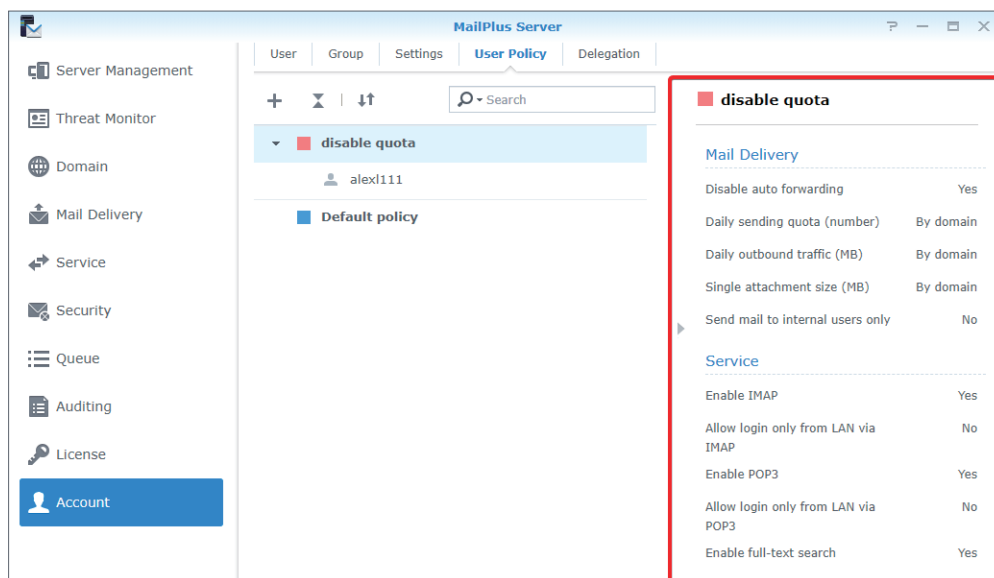 MailPlus Server
Server Management
Threat Monitor
Domain
Mail Delivery
Service
Security
Queue
Auditing
License
Account
User Group Settings User Policy Delegation
Search
disable quota
alexl111
Default policy
disable quota
Mail Delivery
Disable auto forwarding Yes
Daily sending quota (number) By domain
Daily outbound traffic (MB) By domain
Single attachment size (MB) By domain
Send mail to internal users only No
Service
Enable IMAP Yes
Allow login only from LAN via No
IMAP
Enable POP3 Yes
Allow login only from LAN via No
POP3
Enable full-text search Yes